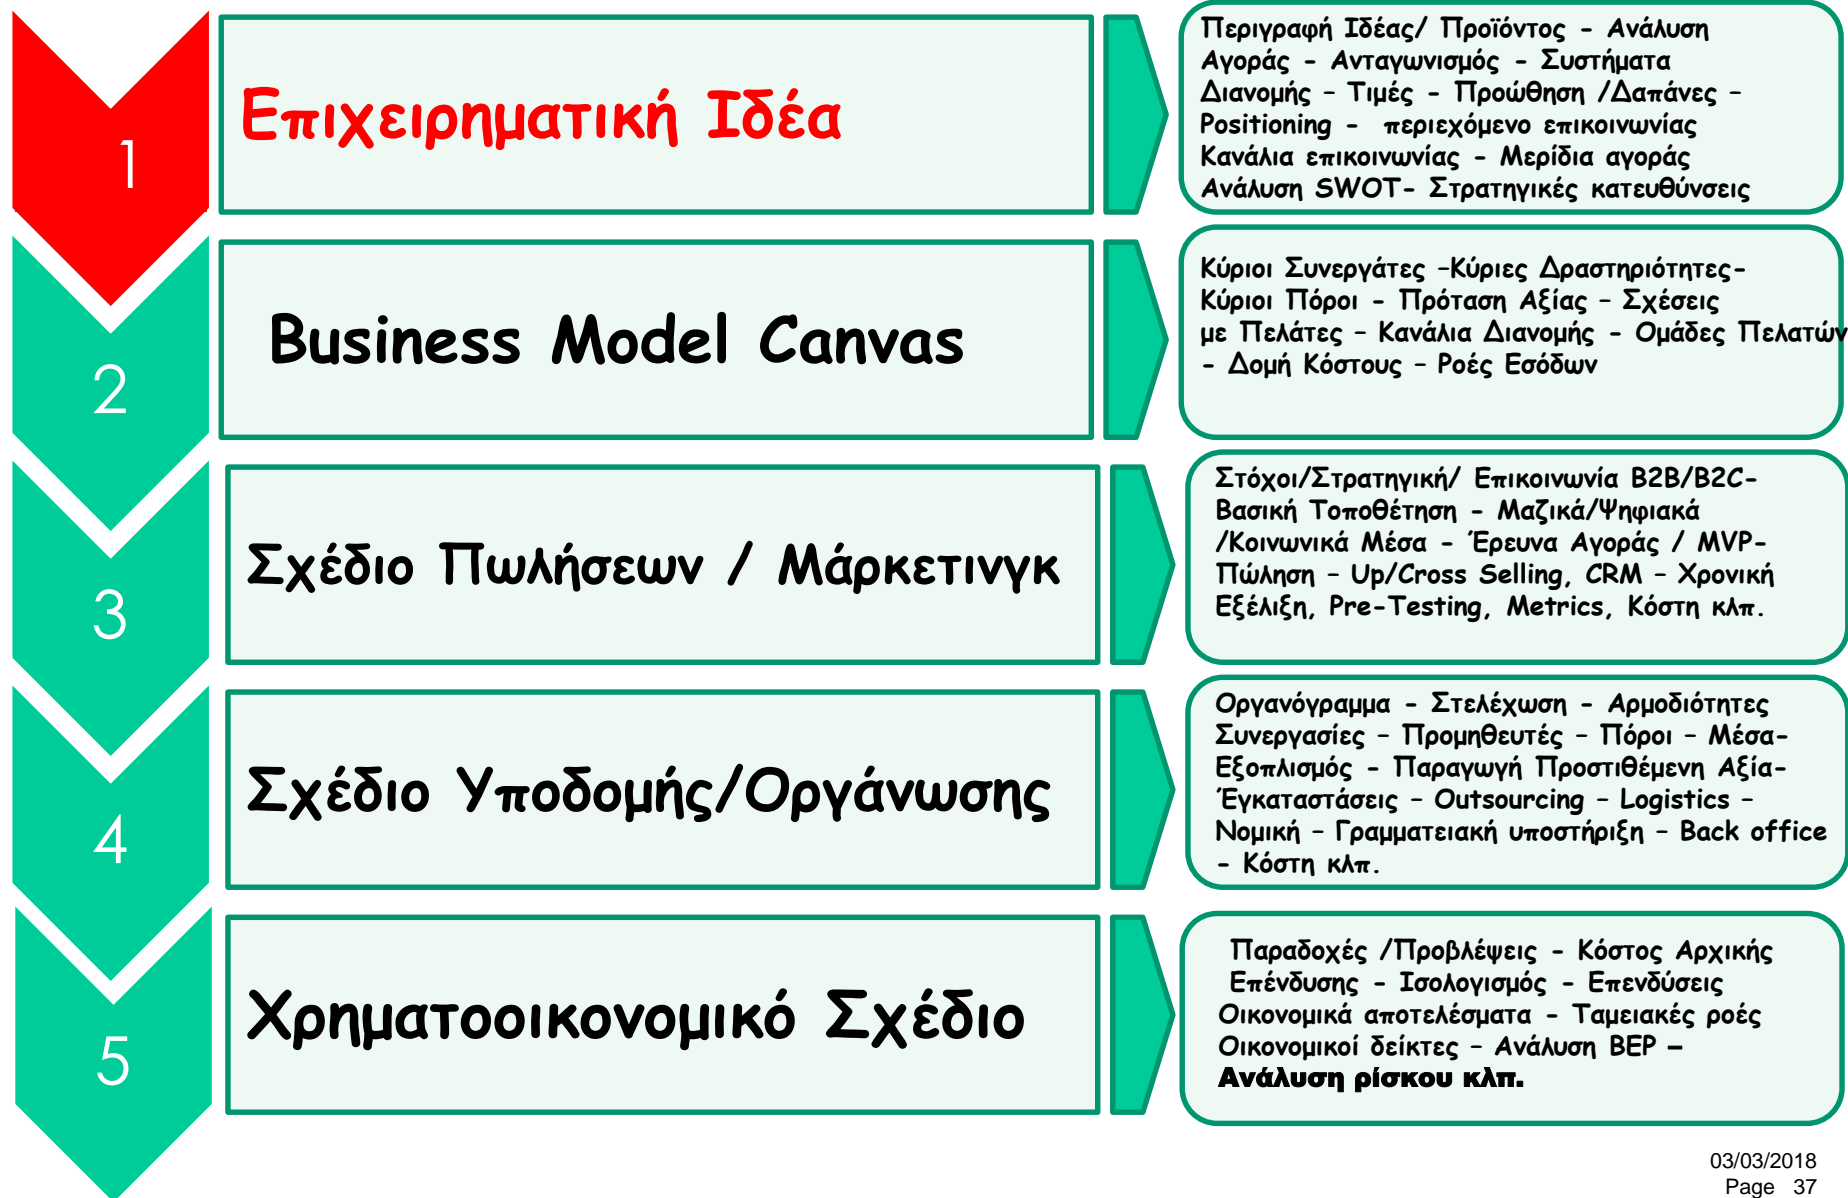 1
Επιχειρηματική Ιδέα
Περιγραφή Ιδέας/ Προϊόντος - Ανάλυση
Αγοράς - Ανταγωνισμός - Συστήματα
Διανομής – Τιμές - Προώθηση /Δαπάνες –
Positioning - περιεχόμενο επικοινωνίας
Κανάλια επικοινωνίας - Μερίδια αγοράς
Ανάλυση SWOT- Στρατηγικές κατευθύνσεις
2
Business Model Canvas
Κύριοι Συνεργάτες –Κύριες Δραστηριότητες-
Κύριοι Πόροι - Πρόταση Αξίας – Σχέσεις
με Πελάτες – Κανάλια Διανομής - Ομάδες Πελατών
- Δομή Κόστους – Ροές Εσόδων
3
Σχέδιο Πωλήσεων / Μάρκετινγκ
Στόχοι/Στρατηγική/ Επικοινωνία B2B/B2C-
Βασική Τοποθέτηση - Μαζικά/Ψηφιακά
/Κοινωνικά Μέσα - Έρευνα Αγοράς / MVP-
Πώληση – Up/Cross Selling, CRM – Χρονική
Εξέλιξη, Pre-Testing, Metrics, Κόστη κλπ.
4
Σχέδιο Υποδομής/Οργάνωσης
Οργανόγραμμα - Στελέχωση - Αρμοδιότητες
Συνεργασίες – Προμηθευτές – Πόροι – Μέσα-
Εξοπλισμός - Παραγωγή Προστιθέμενη Αξία-
Έγκαταστάσεις – Outsourcing – Logistics –
Νομική – Γραμματειακή υποστήριξη – Back office
- Κόστη κλπ.
5
Χρηματοοικονομικό Σχέδιο
Παραδοχές /Προβλέψεις - Κόστος Αρχικής
Επένδυσης - Ισολογισμός - Επενδύσεις
Οικονομικά αποτελέσματα - Ταμειακές ροές
Οικονομικοί δείκτες – Ανάλυση BEP –
Ανάλυση ρίσκου κλπ.
03/03/2018
Page 37